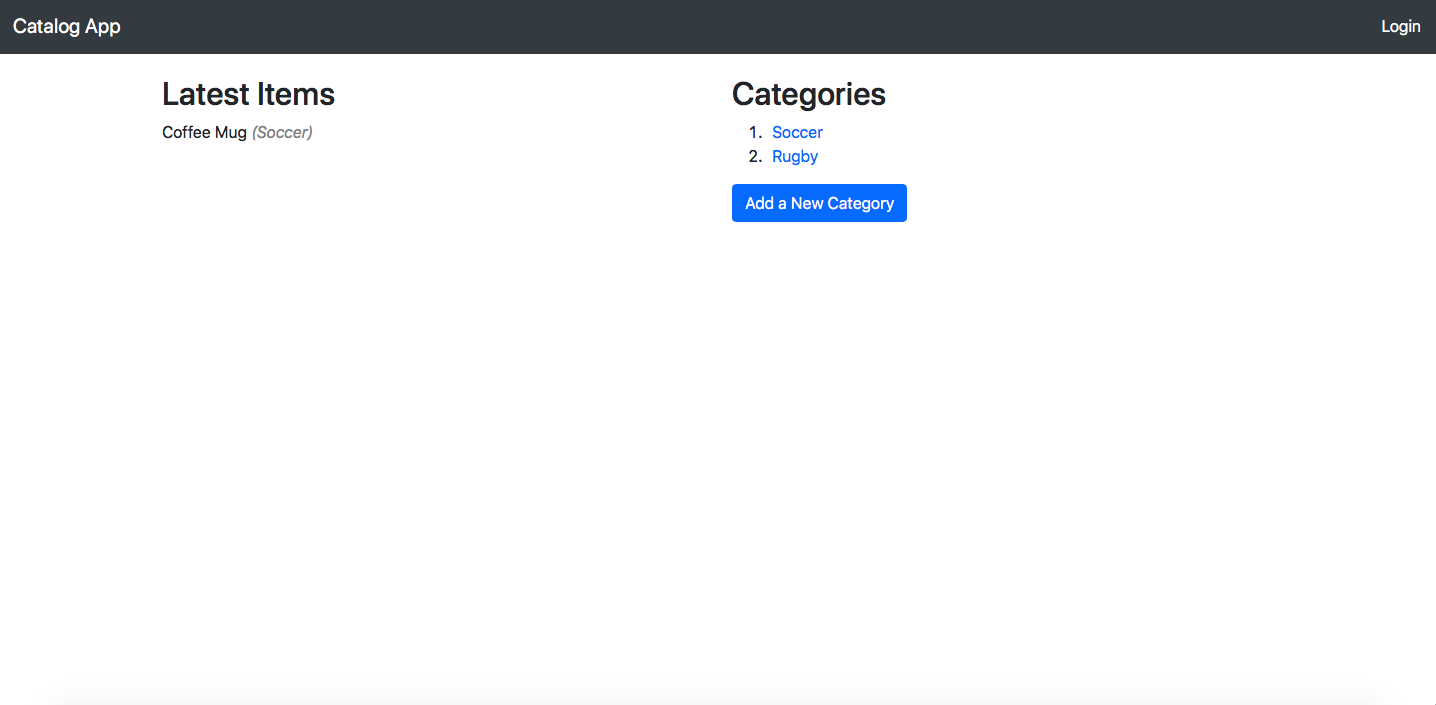 Catalog App
Login
Latest Items
Coffee Mug (Soccer)
Categories
1. Soccer
2. Rugby
Add a New Category